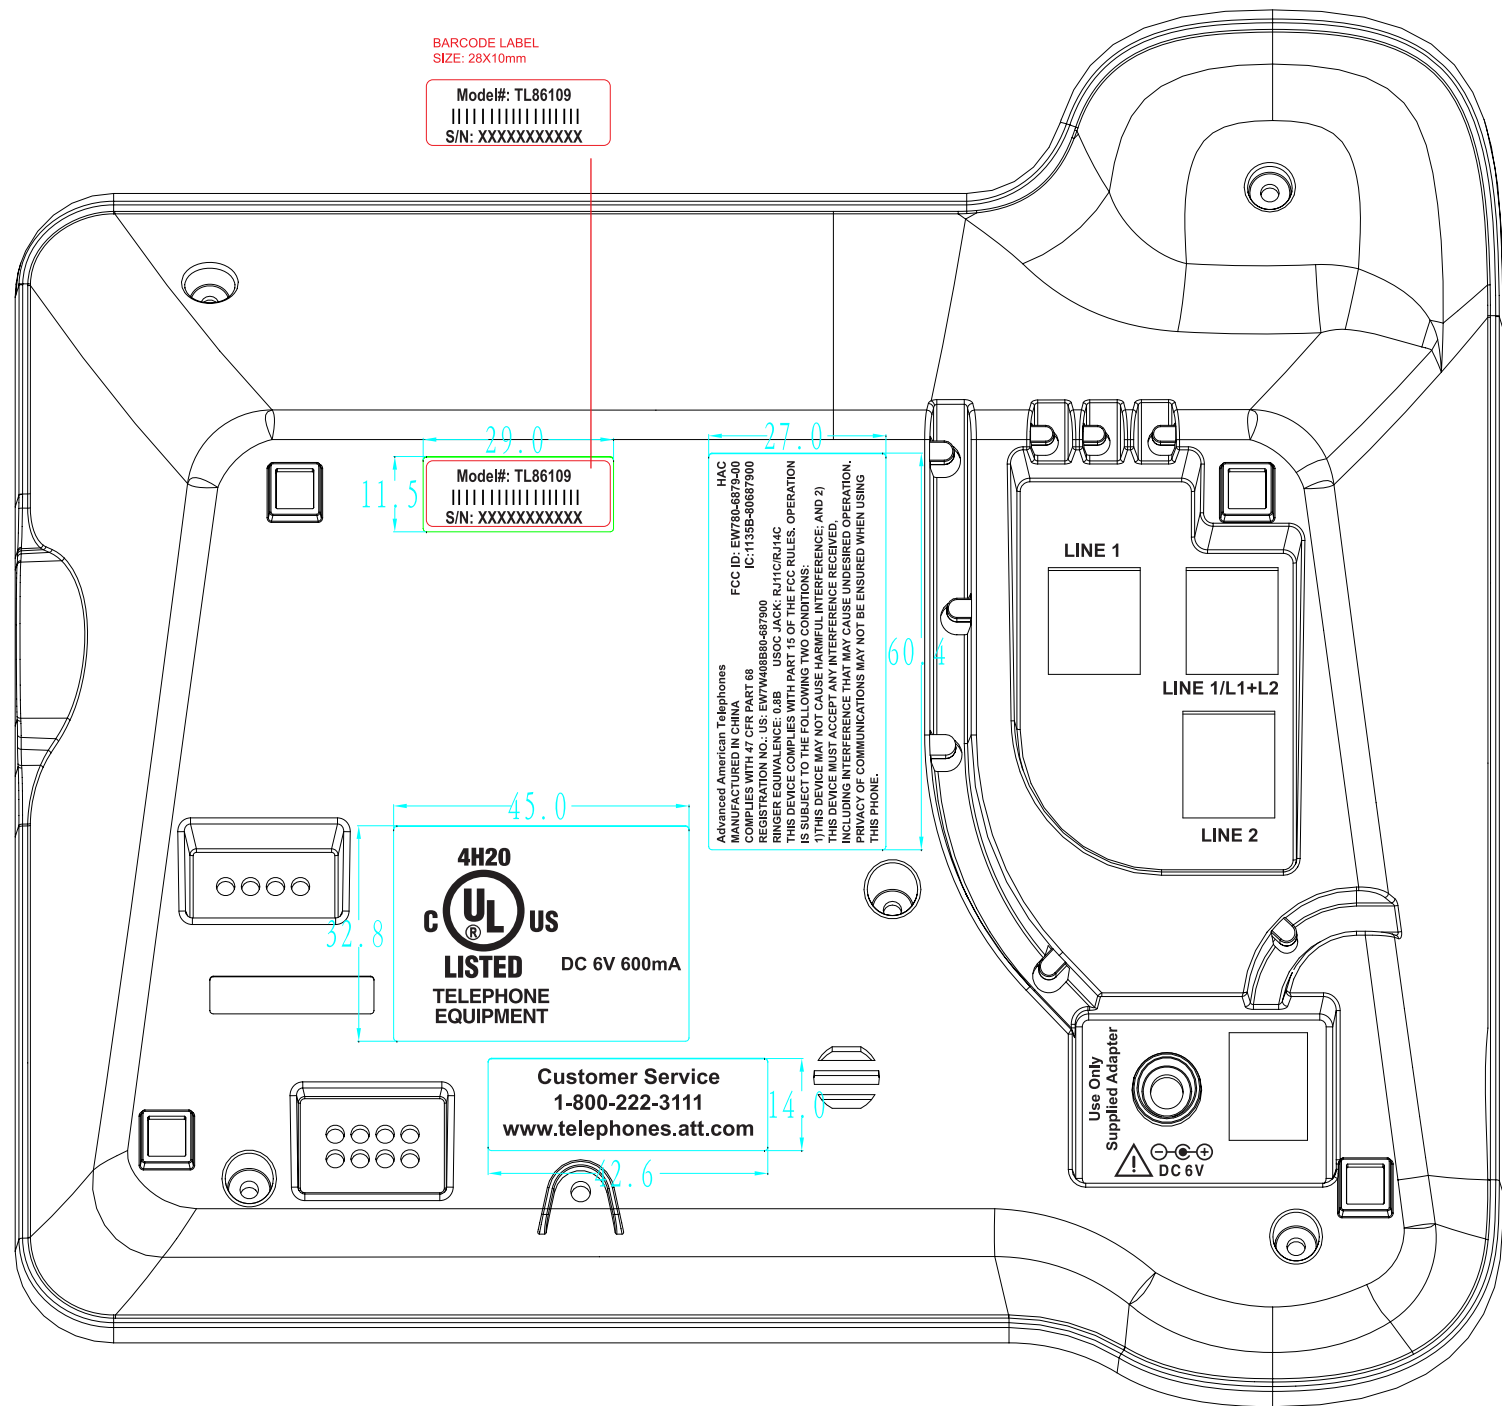 BARCODE LABEL
SIZE: 28X10mm
Model#: TL86109
S/N: XXXXXXXXXXX
29.0
11.5
Model#: TL86109
S/N: XXXXXXXXXXX
27.0
60.4
Advanced American Telephones HAC
MANUFACTURED IN CHINA FCC ID: EW780-6879-00
COMPLIES WITH 47 CFR PART 68 IC:1135B-80687900
REGISTRATION NO.: US: EW7W408B80-687900
RINGER EQUIVALENCE: 0.8B USOC JACK: RJ11C/RJ14C
THIS DEVICE COMPLIES WITH PART 15 OF THE FCC RULES. OPERATION
IS SUBJECT TO THE FOLLOWING TWO CONDITIONS:
1)THIS DEVICE MAY NOT CAUSE HARMFUL INTERFERENCE; AND 2)
THIS DEVICE MUST ACCEPT ANY INTERFERENCE RECEIVED,
INCLUDING INTERFERENCE THAT MAY CAUSE UNDESIRED OPERATION.
PRIVACY OF COMMUNICATIONS MAY NOT BE ENSURED WHEN USING
THIS PHONE.
LINE 1
LINE 1/L1+L2
LINE 2
45.0
32.8
4H20
C UL US
®
LISTED
DC 6V 600mA
TELEPHONE
EQUIPMENT
Customer Service
1-800-222-3111
www.telephones.att.com
14.0
42.6
Use Only
Supplied Adapter
DC 6V